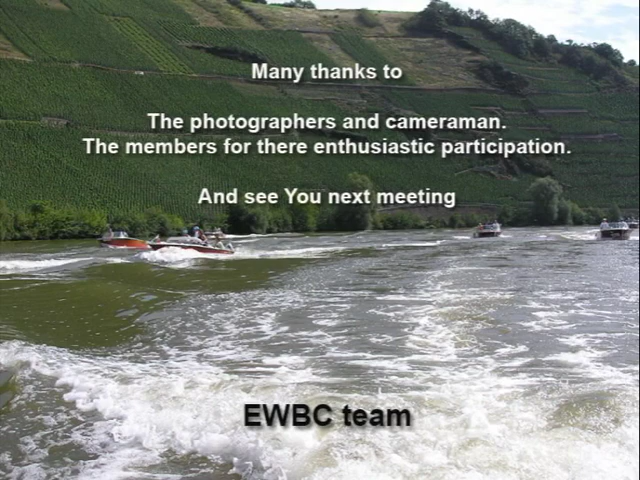 Many thanks to
The photographers and cameraman.
The members for there enthusiastic participation.
And see You next meeting
EWBC team